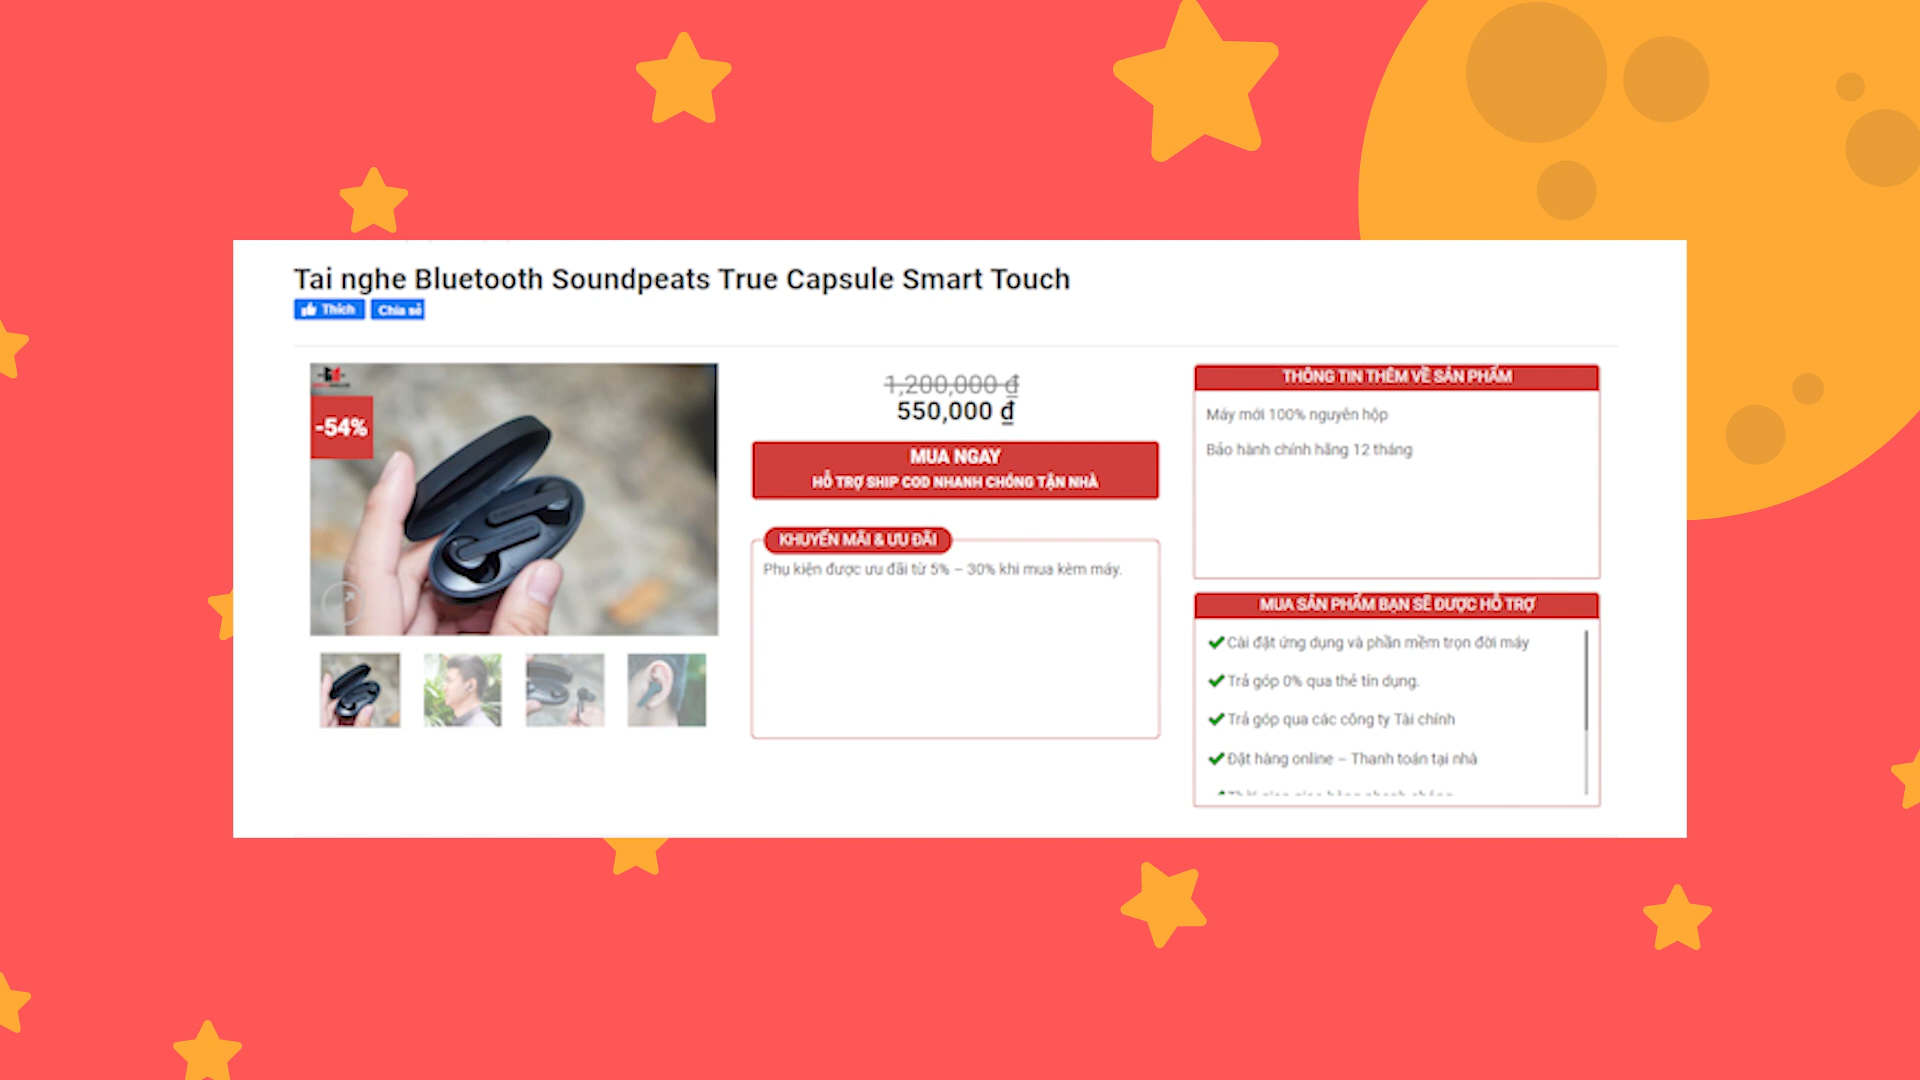 Tai nghe Bluetooth Soundpeats True Capsule Smart Touch
Thích
Chia sẻ
-54%
1,200,000 ₫
550,000 ₫
MUA NGAY
HỖ TRỢ SHIP COD NHANH CHÓNG TẬN NHÀ
KHUYẾN MÃI & ƯU ĐÃI
Phụ kiện được ưu đãi từ 5% – 30% khi mua kèm máy.
THÔNG TIN THÊM VỀ SẢN PHẨM
Máy mới 100% nguyên hộp
Bảo hành chính hãng 12 tháng
MUA SẢN PHẨM BẠN SẼ ĐƯỢC HỖ TRỢ
Cài đặt ứng dụng và phần mềm trọn đời máy
Trả góp 0% qua thẻ tín dụng.
Trả góp qua các công ty Tài chính
Đặt hàng online – Thanh toán tại nhà